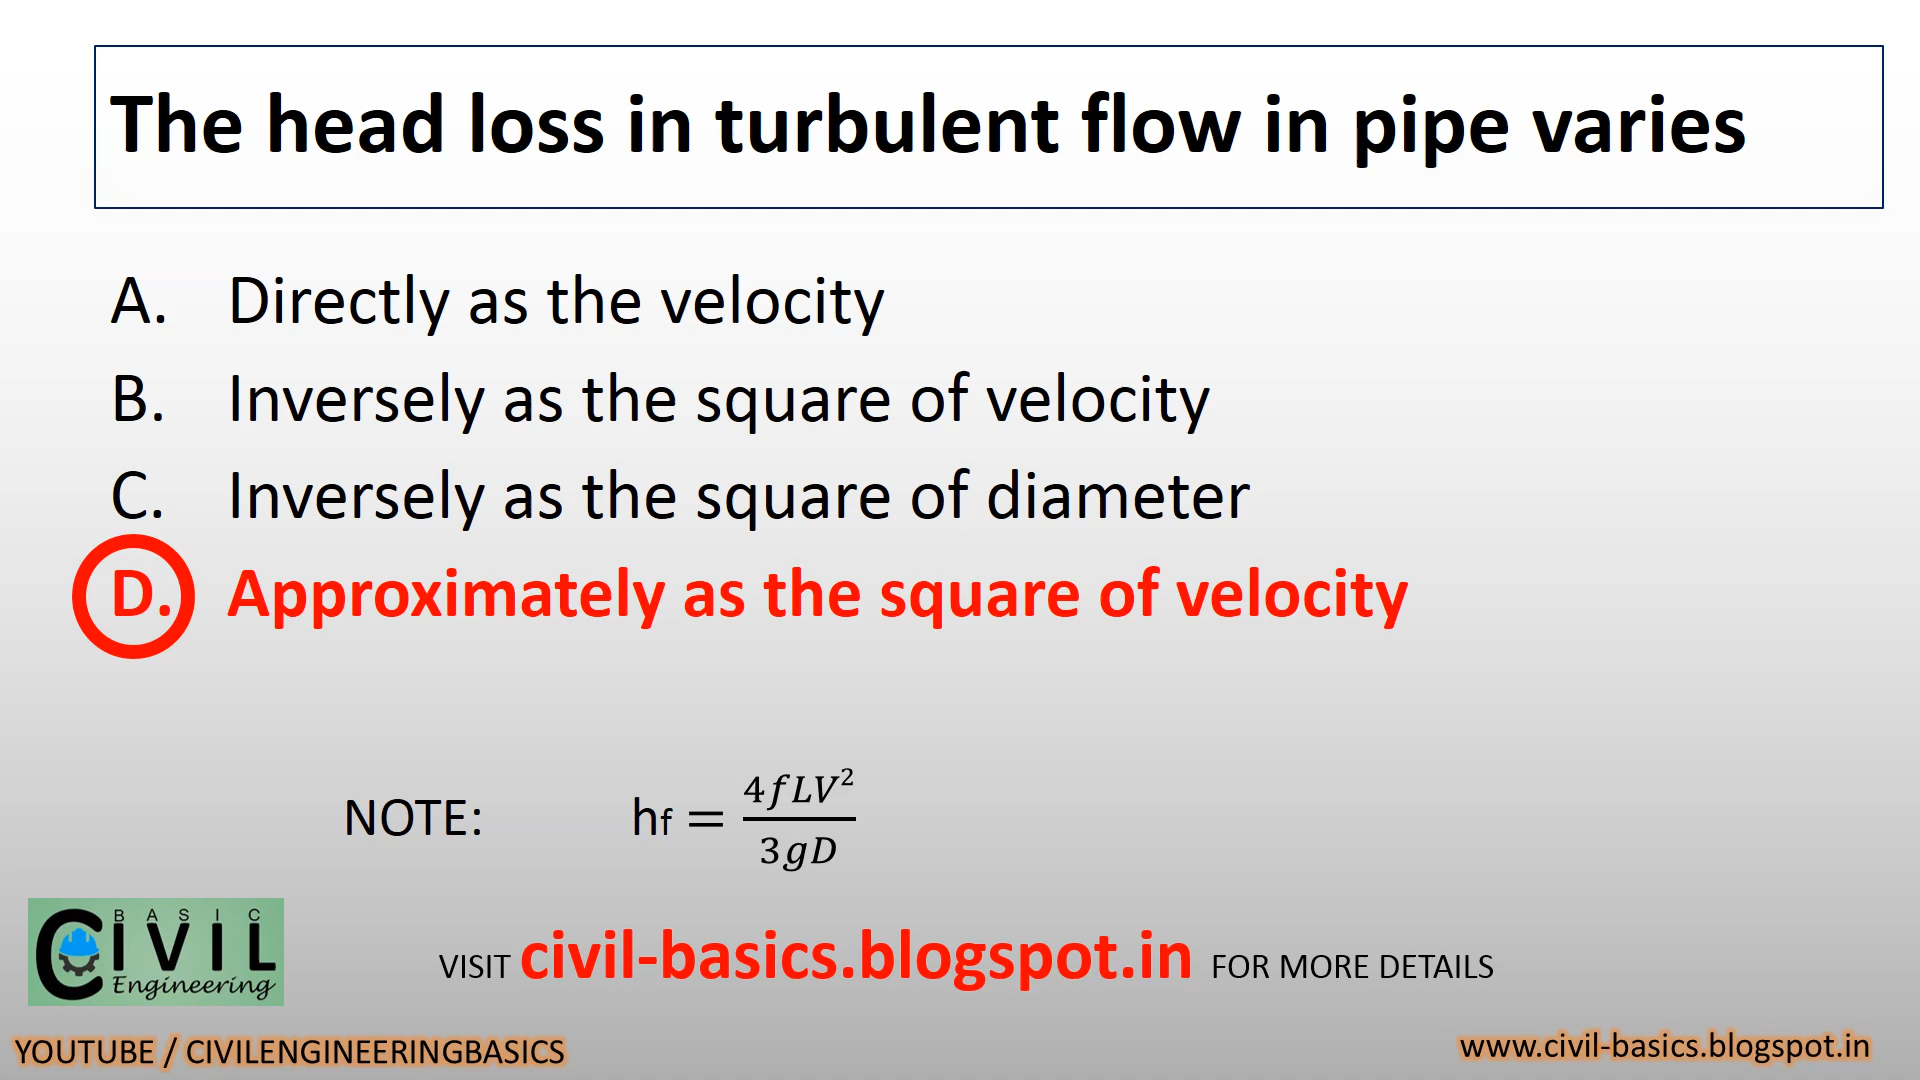 The head loss in turbulent flow in pipe varies
A. Directly as the velocity
B. Inversely as the square of velocity
C. Inversely as the square of diameter
D. Approximately as the square of velocity
NOTE: hf = 4fLV²/3gD
BASIC
CIVIL
Engineering
VISIT civil-basics.blogspot.in FOR MORE DETAILS
YOUTUBE / CIVILENGINEERINGBASICS
www.civil-basics.blogspot.in